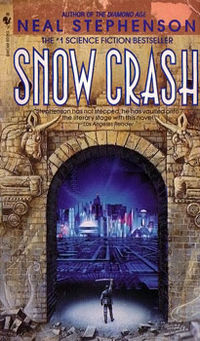 AUTHOR OF THE DIAMOND AGE
NEAL STEPHENSON
THE #1 SCIENCE FICTION BESTSELLER
SNOW CRASH
"Stephenson has not stepped, he has vaulted onto
the literary stage with this novel."
—Los Angeles Reader